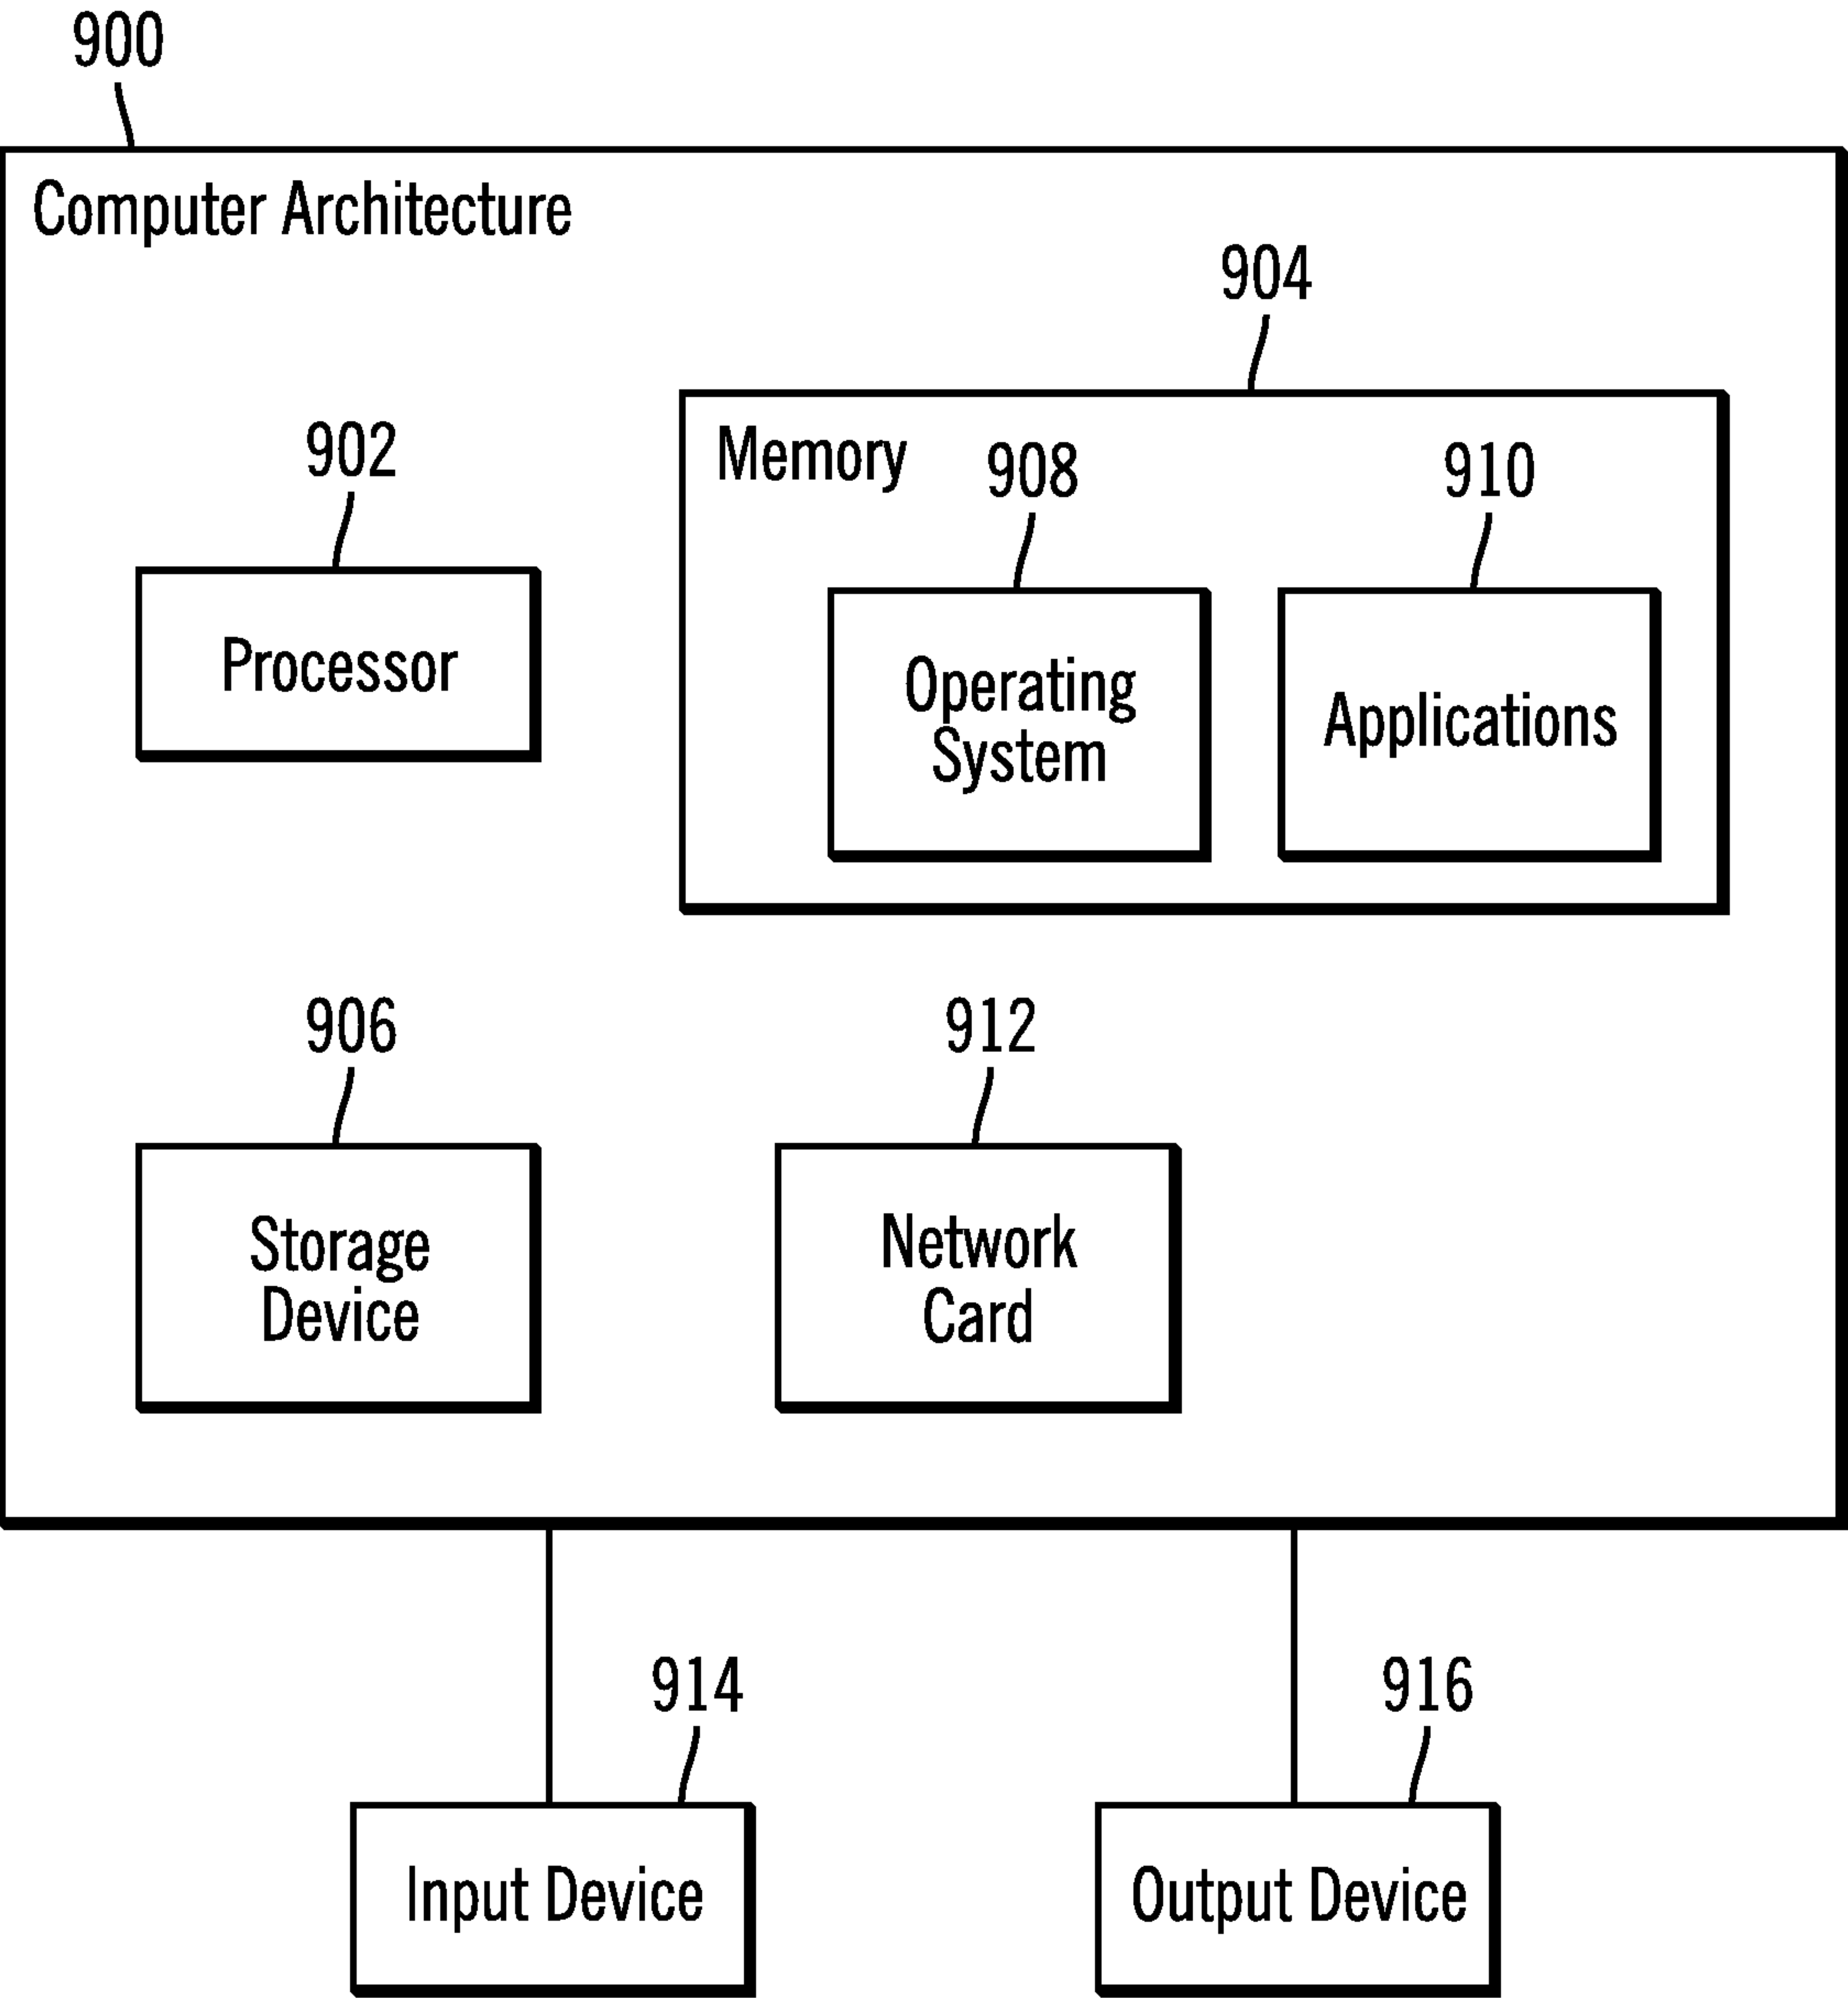 900
Computer Architecture
904
902
Memory
908
910
Processor
Operating
System
Applications
906
912
Storage
Device
Network
Card
914
916
Input Device
Output Device